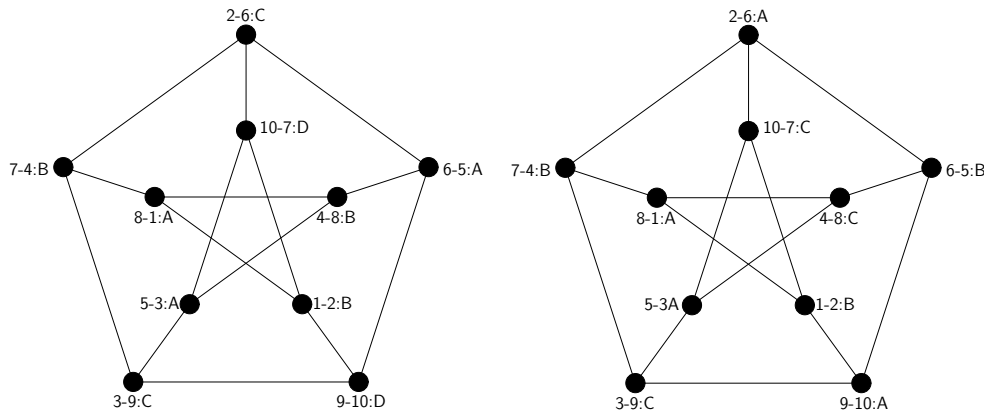 2-6:C
10-7:D
7-4:B
6-5:A
8-1:A
4-8:B
5-3:A
1-2:B
3-9:C
9-10:D
2-6:A
10-7:C
7-4:B
6-5:B
8-1:A
4-8:C
5-3A
1-2:B
3-9:C
9-10:A